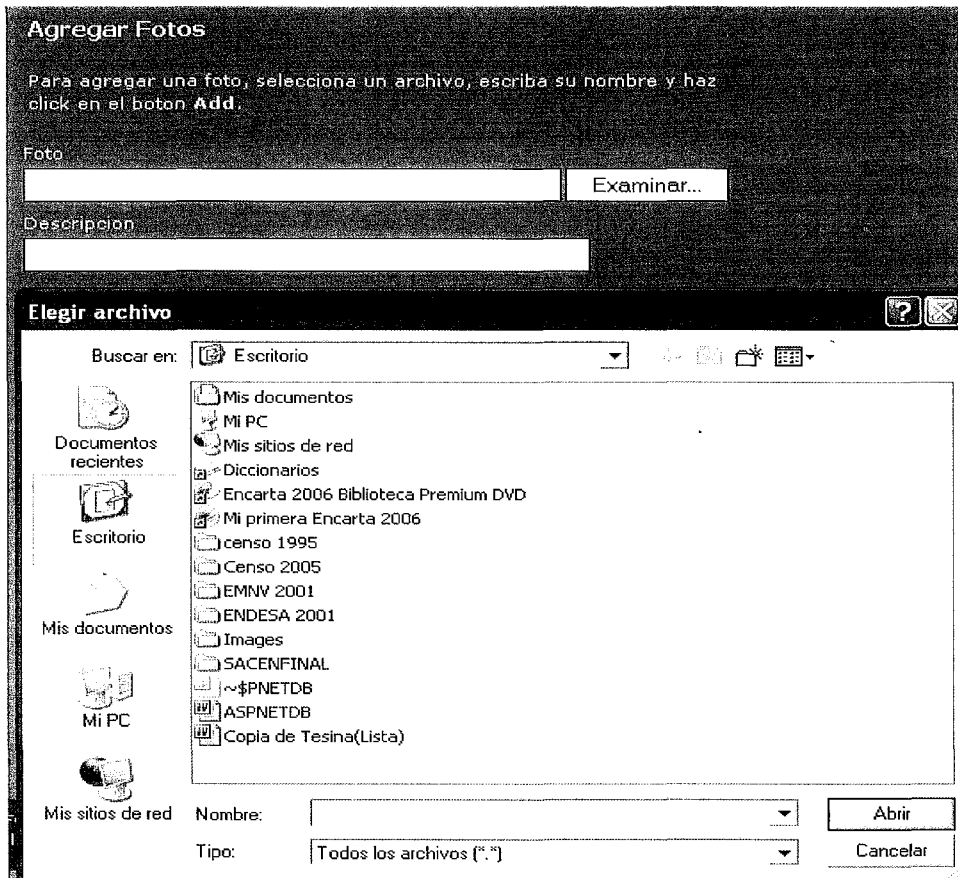 Agregar Fotos
Para agregar una foto, selecciona un archivo, escriba su nombre y haz
click en el boton Add.
Foto
Examinar...
Descripcion
Elegir archivo
Buscar en: Escritorio
Documentos
recientes
Escritorio
Mis documentos
Mi PC
Mis sitios de red
Mis documentos
Mi PC
Mis sitios de red
Diccionarios
Encarta 2006 Biblioteca Premium DVD
Mi primera Encarta 2006
censo 1995
Censo 2005
EMNV 2001
ENDESA 2001
Images
SACENFINAL
~$PNETDB
ASPNETDB
Copia de Tesina(Lista)
Nombre:
Abrir
Tipo: Todos los archivos (*.*)
Cancelar